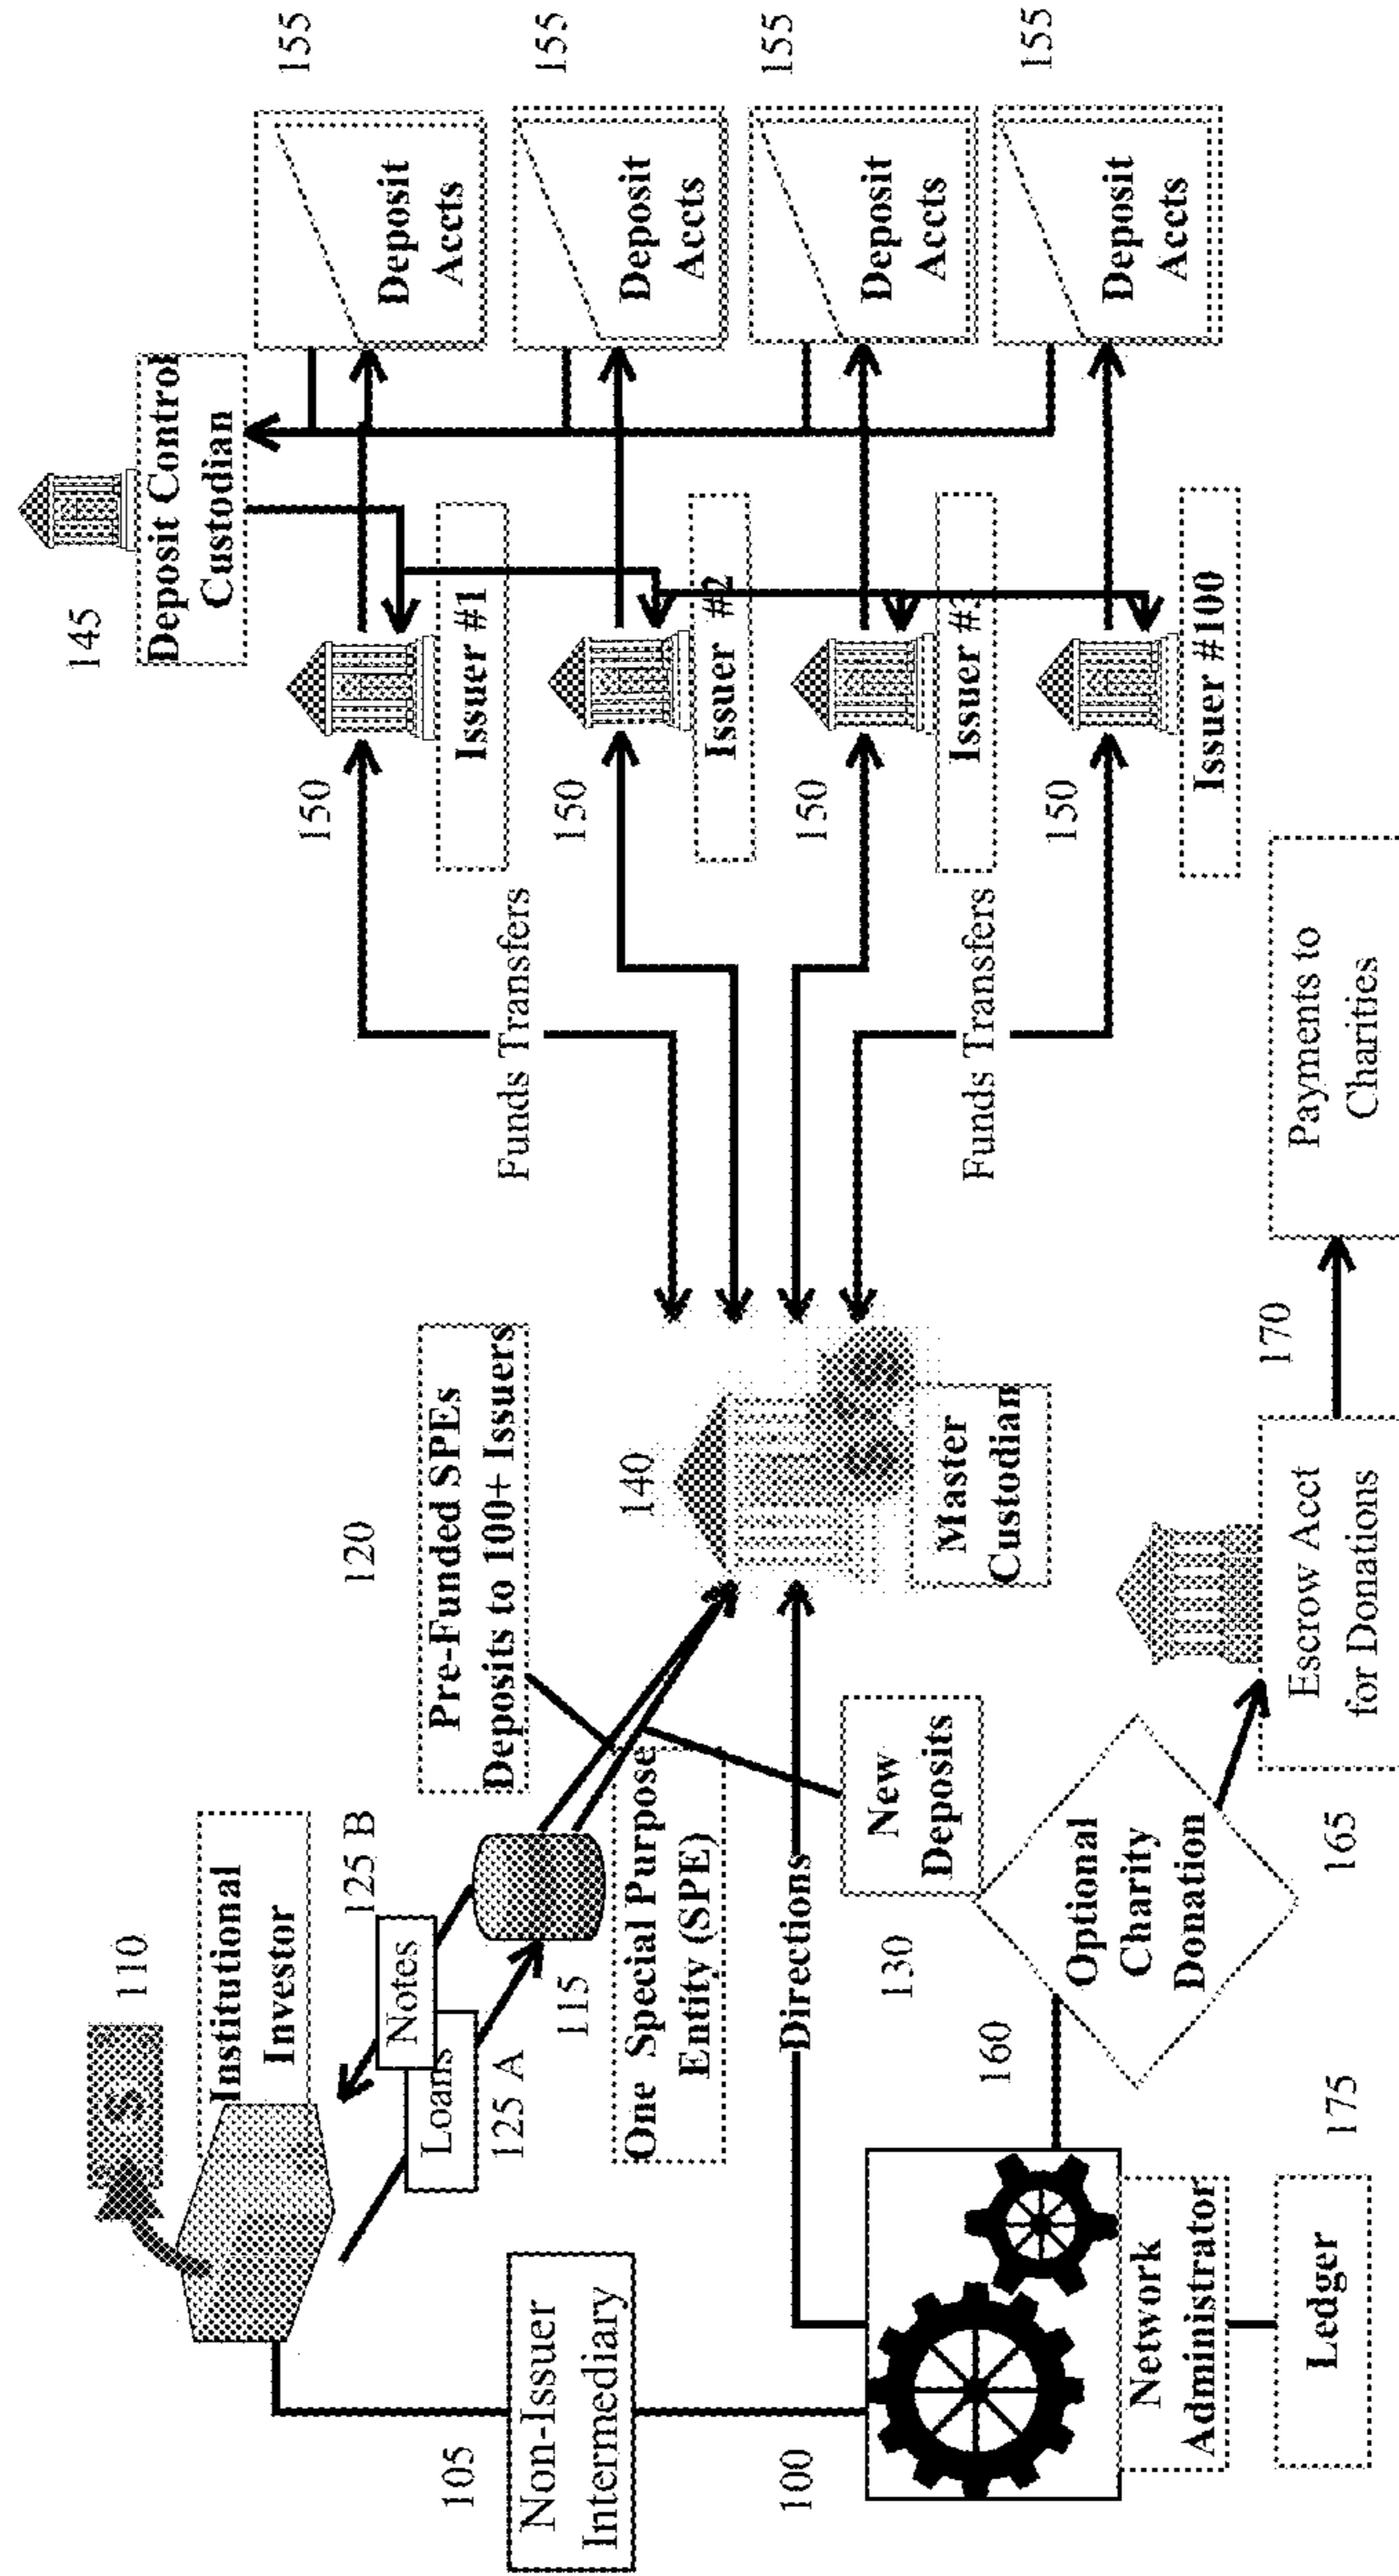 110
Institutional
Investor
125 B
Notes
Loans
125 A
115
One Special Purpose
Entity (SPE)
105
Non-Issuer
Intermediary
100
Network
Administrator
Ledger
175
Directions
120
Pre-Funded SPEs
Deposits to 100+ Issuers
140
Master
Custodian
New
Deposits
130
160
Optional
Charity
Donation
165
Escrow Acct
for Donations
170
Payments to
Charities
Funds Transfers
Funds Transfers
145
Deposit Control
Custodian
150
Issuer #1
150
Issuer #2
150
Issuer #3
150
Issuer #100
155
Deposit
Accts
155
Deposit
Accts
155
Deposit
Accts
155
Deposit
Accts